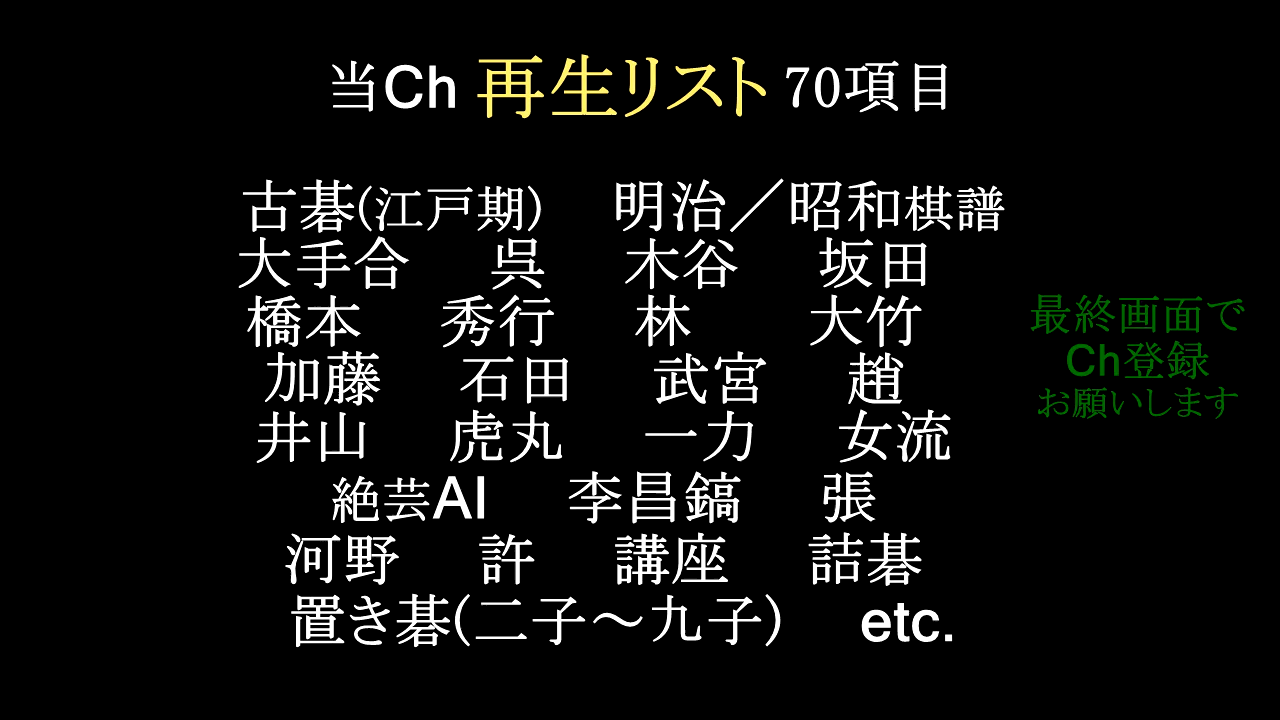 当Ch 再生リスト 70項目
古碁(江戸期) 明治／昭和棋譜
大手合 呉 木谷 坂田
橋本 秀行 林 大竹
加藤 石田 武宮 趙
井山 虎丸 一力 女流
絶芸AI 李昌鎬 張
河野 許 講座 詰碁
置き碁(二子～九子) etc.
最終画面で
Ch登録
お願いします